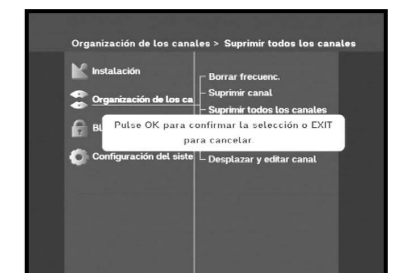 Organización de los canales > Suprimir todos los canales
Instalación
Organización de los ca
Bl
Configuración del siste
Borrar frecuenc.
Suprimir canal
Suprimir todos los canales
Desplazar y editar canal
Pulse OK para confirmar la selección o EXIT
para cancelar.